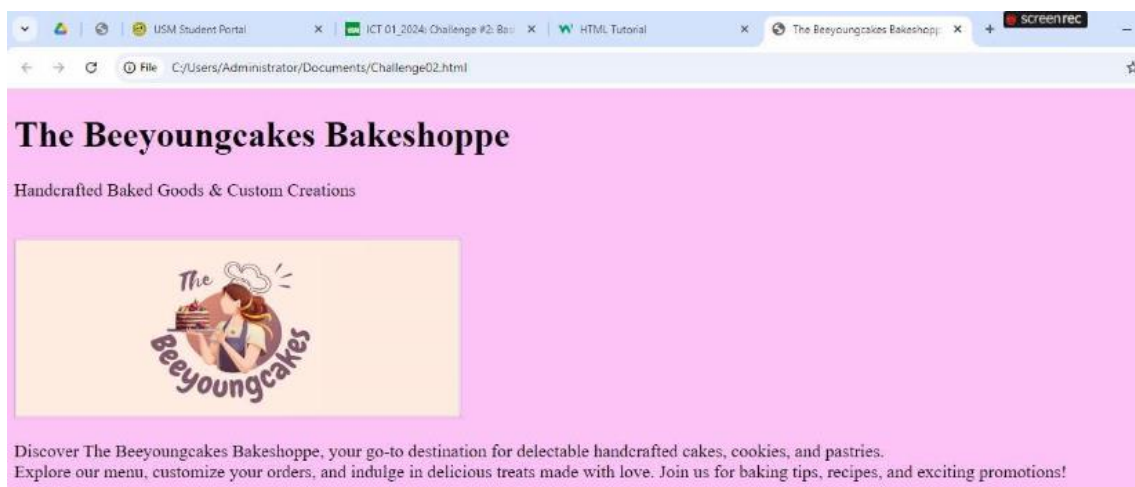 USM Student Portal
ICT 01_2024: Challenge #2: Bas
HTML Tutorial
The Beeyoungcakes Bakeshopp
screenrec
File
C:/Users/Administrator/Documents/Challenge02.html
The Beeyoungcakes Bakeshoppe
Handcrafted Baked Goods & Custom Creations
The
Beeyoungcakes
Discover The Beeyoungcakes Bakeshoppe, your go-to destination for delectable handcrafted cakes, cookies, and pastries.
Explore our menu, customize your orders, and indulge in delicious treats made with love. Join us for baking tips, recipes, and exciting promotions!